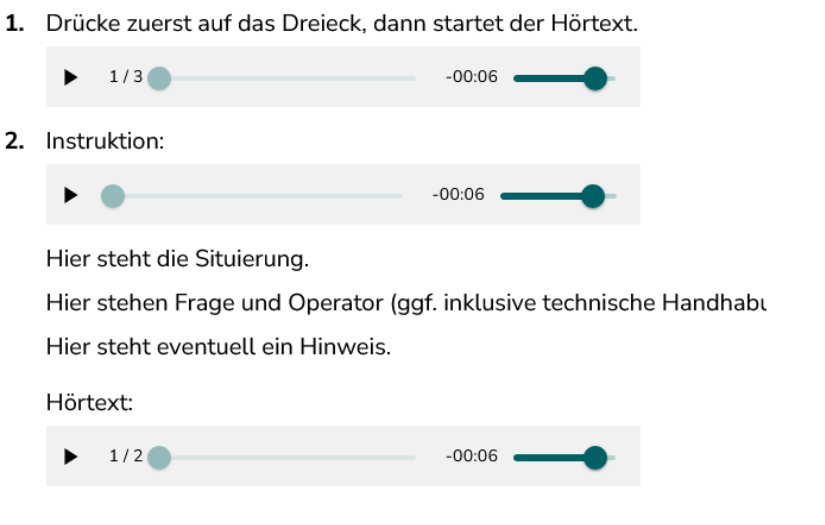 1. Drücke zuerst auf das Dreieck, dann startet der Hörtext.
1 / 3 -00:06
2. Instruktion:
-00:06
Hier steht die Situierung.
Hier stehen Frage und Operator (ggf. inklusive technische Handhabu
Hier steht eventuell ein Hinweis.
Hörtext:
1 / 2 -00:06